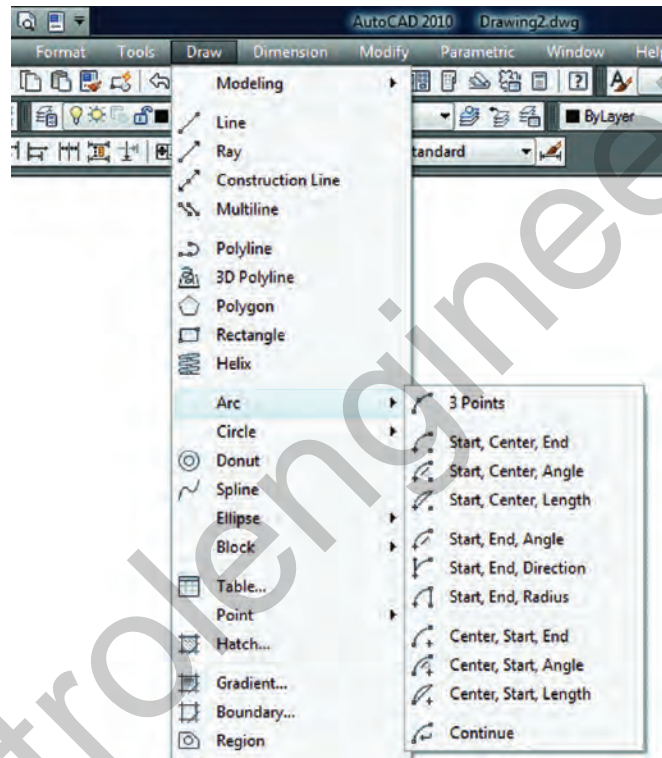 AutoCAD 2010 Drawing2.dwg
Format Tools Draw Dimension Modify Parametric Window Help
ByLayer
Modeling
Line
Ray
Construction Line
Multiline
Polyline
3D Polyline
Polygon
Rectangle
Helix
Arc
Circle
Donut
Spline
Ellipse
Block
Table...
Point
Hatch...
Gradient...
Boundary...
Region
3 Points
Start, Center, End
Start, Center, Angle
Start, Center, Length
Start, End, Angle
Start, End, Direction
Start, End, Radius
Center, Start, End
Center, Start, Angle
Center, Start, Length
Continue
tandard
trolenginee